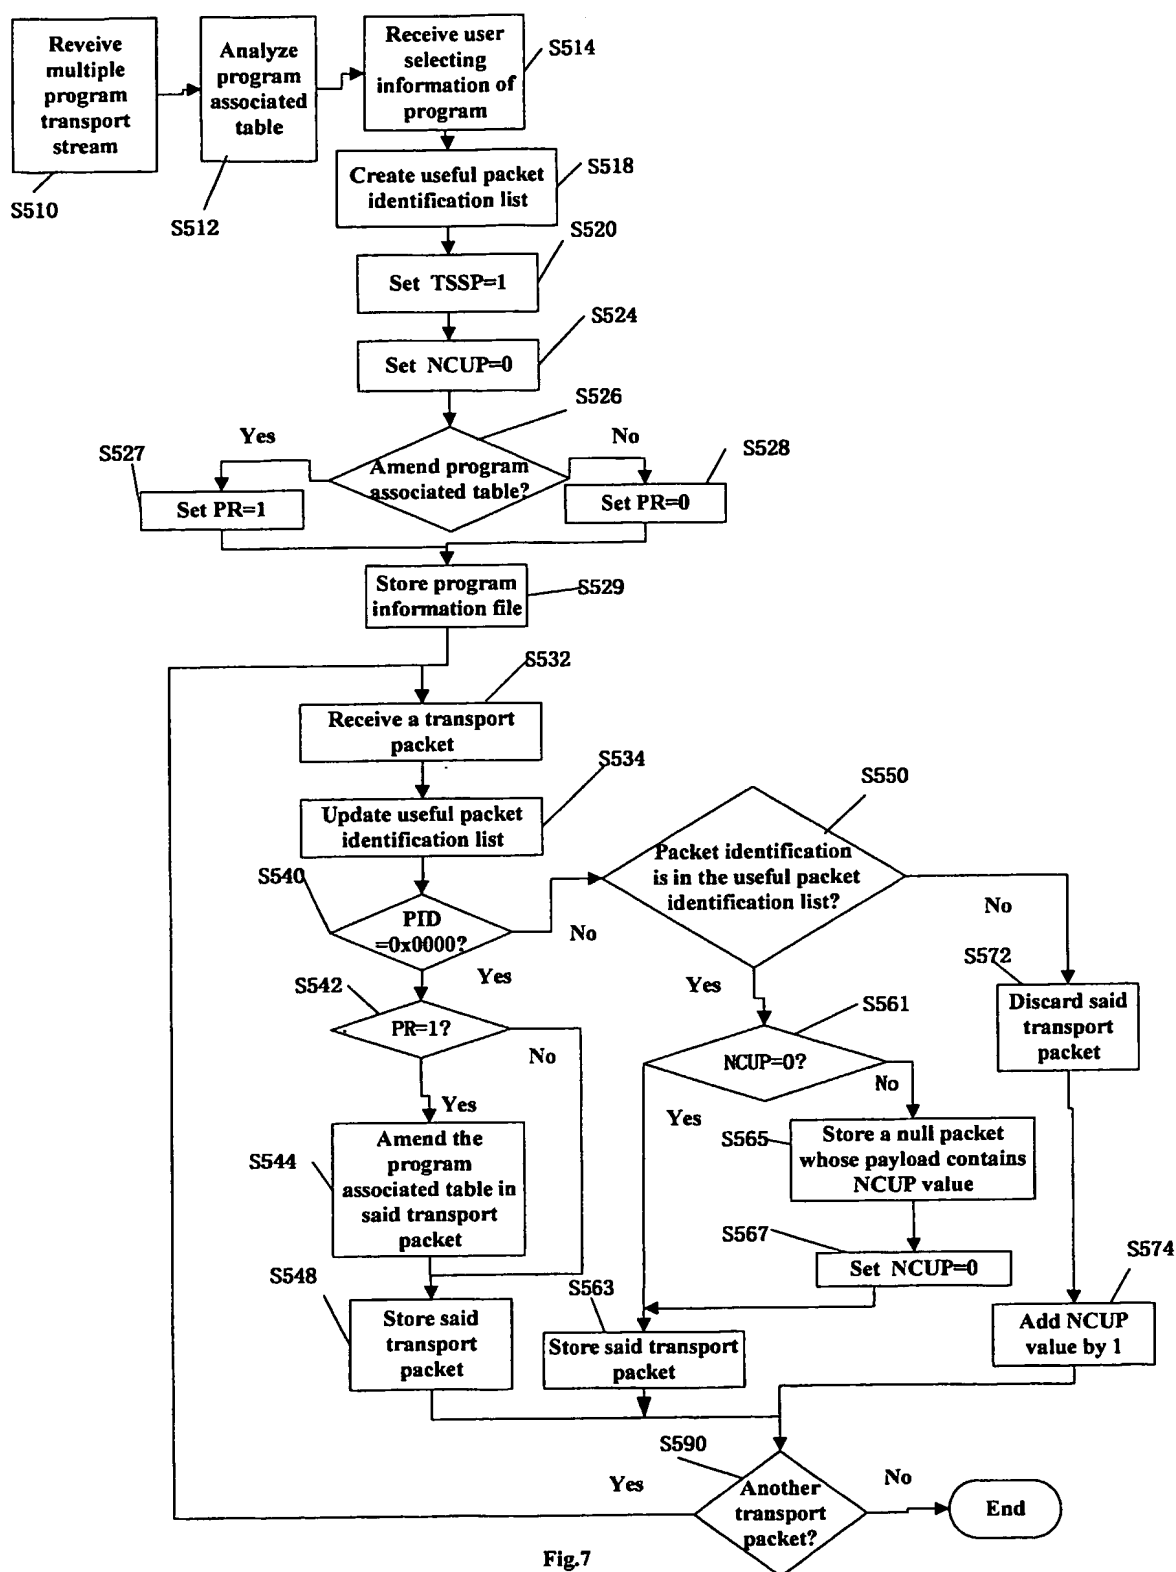 Reveive
multiple
program
transport
stream
S510
Analyze
program
associated
table
S512
Receive user
selecting
information of
program
S514
Create useful packet
identification list
S518
Set TSSP=1
S520
Set NCUP=0
S524
Amend program
associated table?
S526
Yes
No
S527
Set PR=1
S528
Set PR=0
Store program
information file
S529
S532
Receive a transport
packet
S534
Update useful packet
identification list
S540
PID
=0x0000?
No
Yes
S550
Packet identification
is in the useful packet
identification list?
No
Yes
S542
PR=1?
No
Yes
S544
Amend the
program
associated table in
said transport
packet
S548
Store said
transport
packet
S561
NCUP=0?
No
Yes
S565
Store a null packet
whose payload contains
NCUP value
S567
Set NCUP=0
S563
Store said transport
packet
S572
Discard said
transport
packet
S574
Add NCUP
value by 1
S590
Another
transport
packet?
Yes
No
End
Fig.7